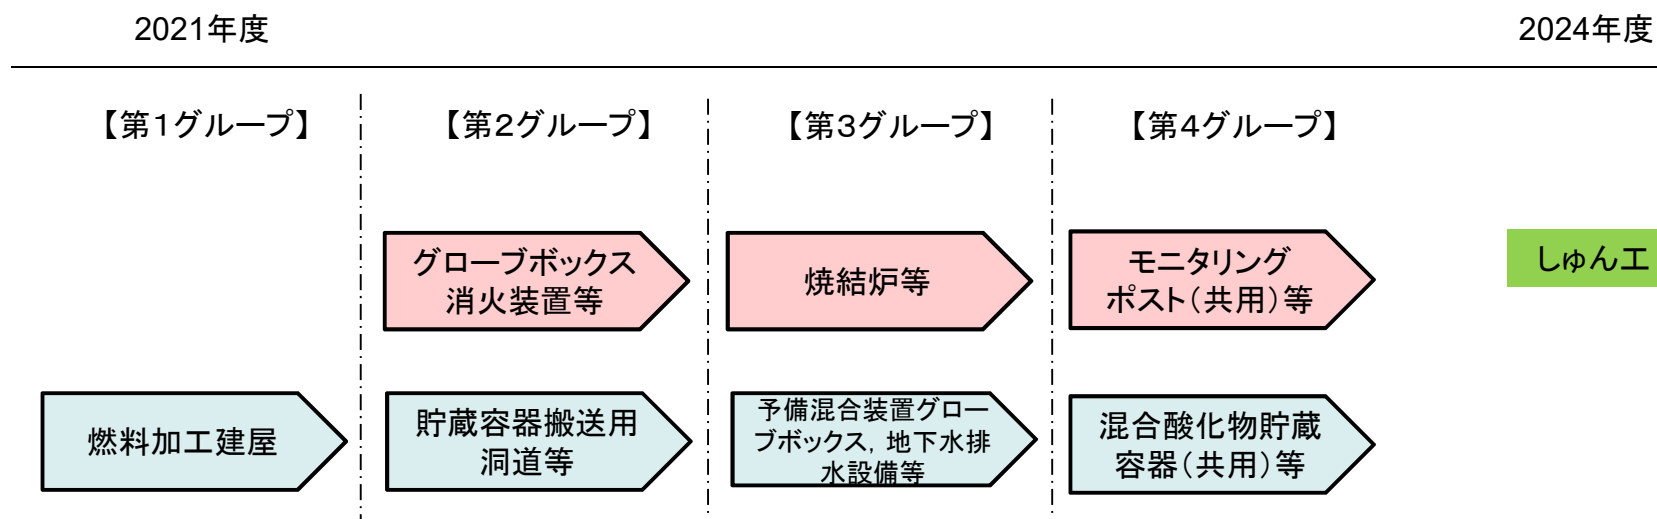 2021年度
2024年度
【第１グループ】
【第２グループ】
【第３グループ】
【第４グループ】
グローブボックス
消火装置等
焼結炉等
モニタリング
ポスト（共用）等
しゅん工
燃料加工建屋
貯蔵容器搬送用
洞道等
予備混合装置グロー
ブボックス，地下水排
水設備等
混合酸化物貯蔵
容器（共用）等